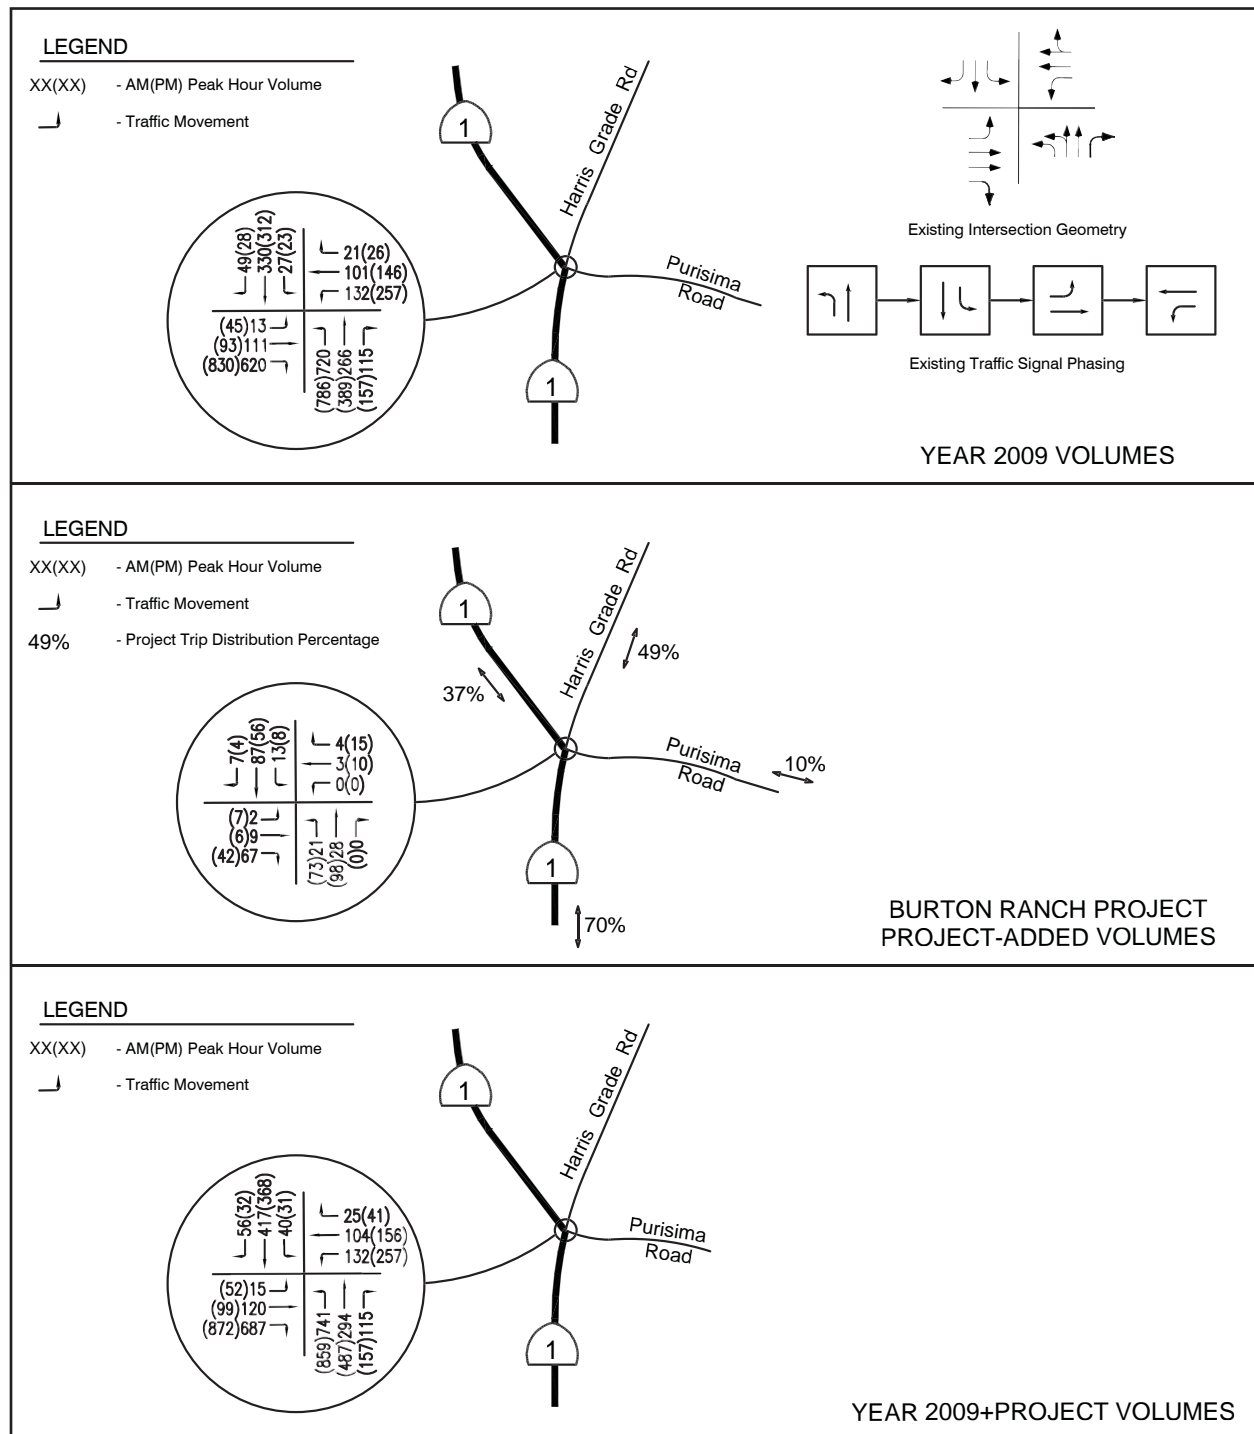 LEGEND
XX(XX) - AM(PM) Peak Hour Volume
- Traffic Movement
1
Harris Grade Rd
Purisima
Road
1
49(28)
330(312)
27(23)
21(26)
101(146)
132(257)
(45)13
(93)111
(830)620
(786)720
(389)266
(157)115
Existing Intersection Geometry
Existing Traffic Signal Phasing
YEAR 2009 VOLUMES
LEGEND
XX(XX) - AM(PM) Peak Hour Volume
- Traffic Movement
49% - Project Trip Distribution Percentage
1
Harris Grade Rd
49%
37%
Purisima
Road
10%
1
70%
7(4)
87(56)
13(8)
4(15)
3(10)
0(0)
(7)2
(6)9
(42)67
(73)21
(98)28
(0)0
BURTON RANCH PROJECT
PROJECT-ADDED VOLUMES
LEGEND
XX(XX) - AM(PM) Peak Hour Volume
- Traffic Movement
1
Harris Grade Rd
Purisima
Road
1
56(32)
417(368)
40(31)
25(41)
104(156)
132(257)
(52)15
(99)120
(872)687
(859)741
(487)294
(157)115
YEAR 2009+PROJECT VOLUMES